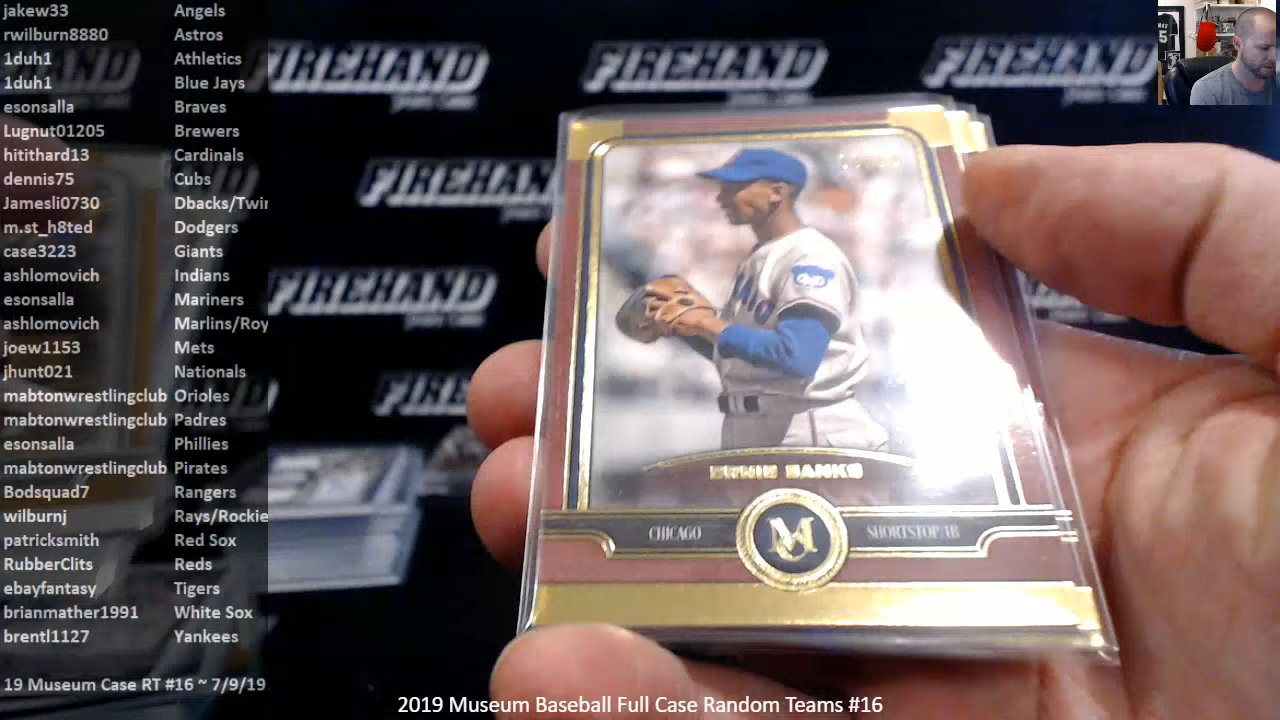 jakew33 Angels
rwilburn8880 Astros
1duh1 Athletics
1duh1 Blue Jays
esonsalla Braves
Lugnut01205 Brewers
hitithard13 Cardinals
dennis75 Cubs
Jamesli0730 Dbacks/Twin
m.st_h8ted Dodgers
case3223 Giants
ashlomovich Indians
esonsalla Mariners
ashlomovich Marlins/Roy
joew1153 Mets
jhunt021 Nationals
mabtonwrestlingclub Orioles
mabtonwrestlingclub Padres
esonsalla Phillies
mabtonwrestlingclub Pirates
Bodsquad7 Rangers
wilburnj Rays/Rockie
patricksmith Red Sox
RubberClits Reds
ebayfantasy Tigers
brianmather1991 White Sox
brentl1127 Yankees
19 Museum Case RT #16 ~ 7/9/19
FIREHAND FIREHAND FIREHAND
FIREHAN
FIREHAND
FIREHAN
ERNIE BANKS
CHICAGO
SHORTSTOP/1B
2019 Museum Baseball Full Case Random Teams #16